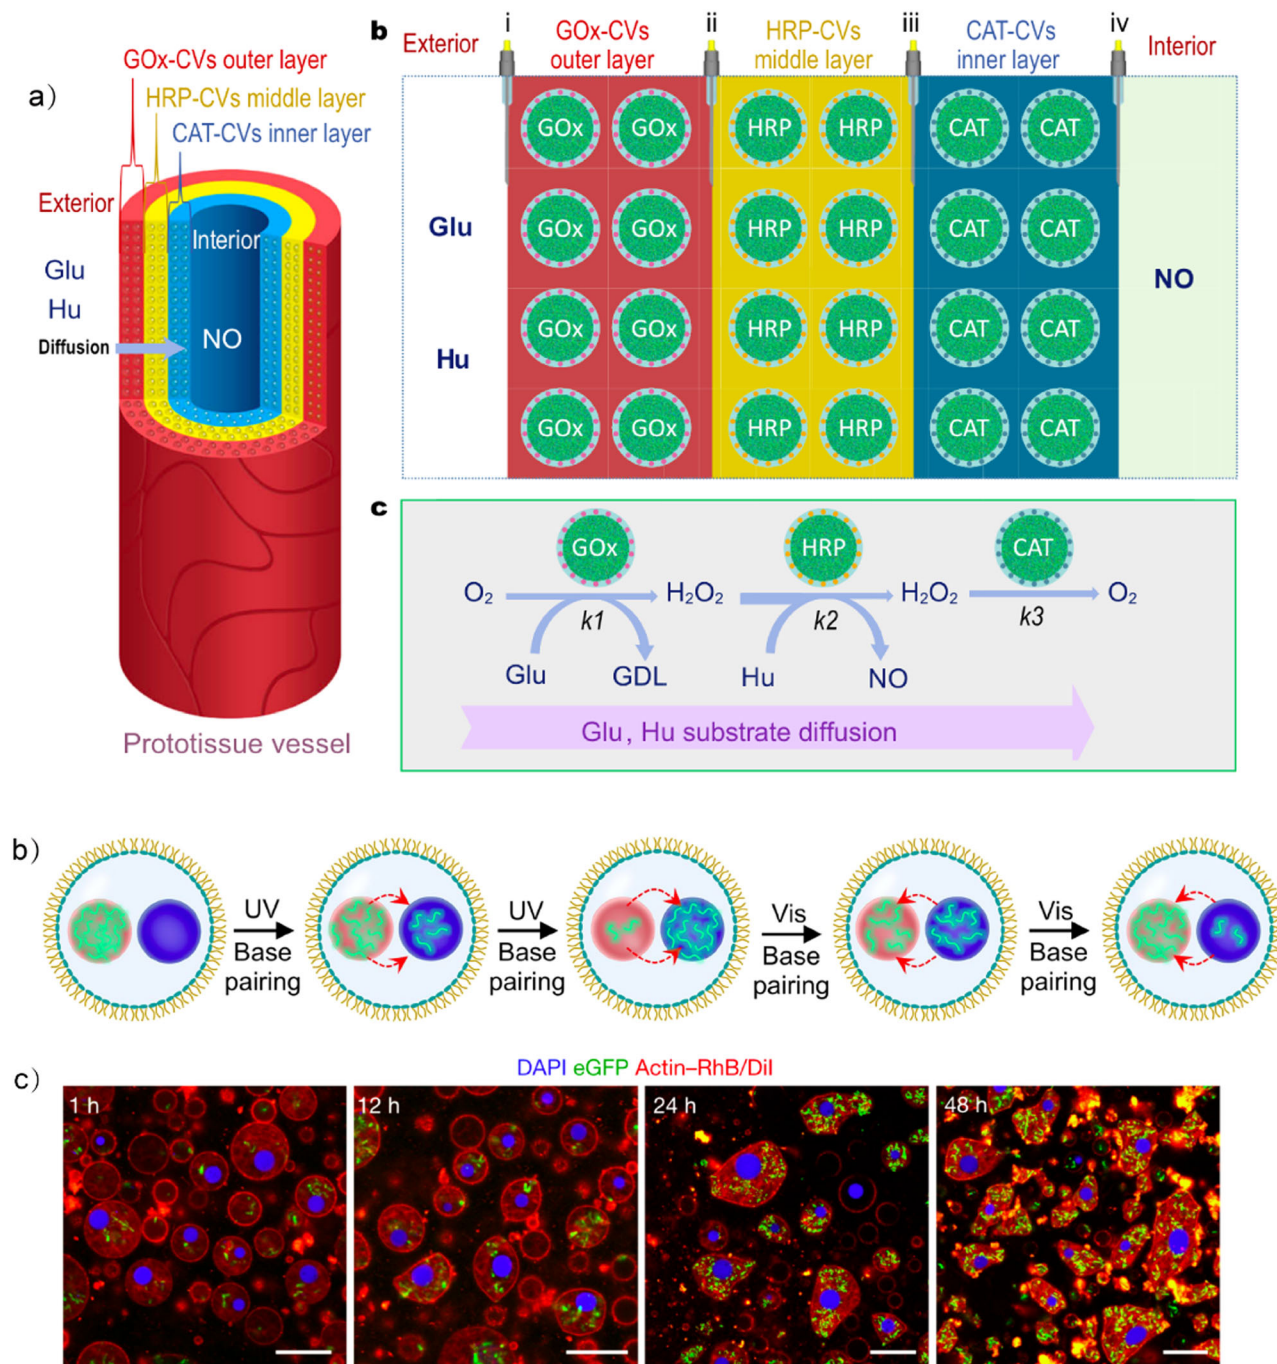 a)
GOx-CVs outer layer
HRP-CVs middle layer
CAT-CVs inner layer
Exterior
Interior
Glu
Hu
Diffusion
NO
Prototissue vessel
b
Exterior
i
GOx-CVs
outer layer
ii
HRP-CVs
middle layer
iii
CAT-CVs
inner layer
iv
Interior
GOx GOx HRP HRP CAT CAT
Glu
GOx GOx HRP HRP CAT CAT
NO
GOx GOx HRP HRP CAT CAT
Hu
GOx GOx HRP HRP CAT CAT
c
GOx HRP CAT
O₂ H₂O₂ H₂O₂ O₂
k1 k2 k3
Glu GDL Hu NO
Glu, Hu substrate diffusion
b)
UV
Base
pairing
UV
Base
pairing
Vis
Base
pairing
Vis
Base
pairing
c)
DAPI eGFP Actin–RhB/DiI
1 h
12 h
24 h
48 h